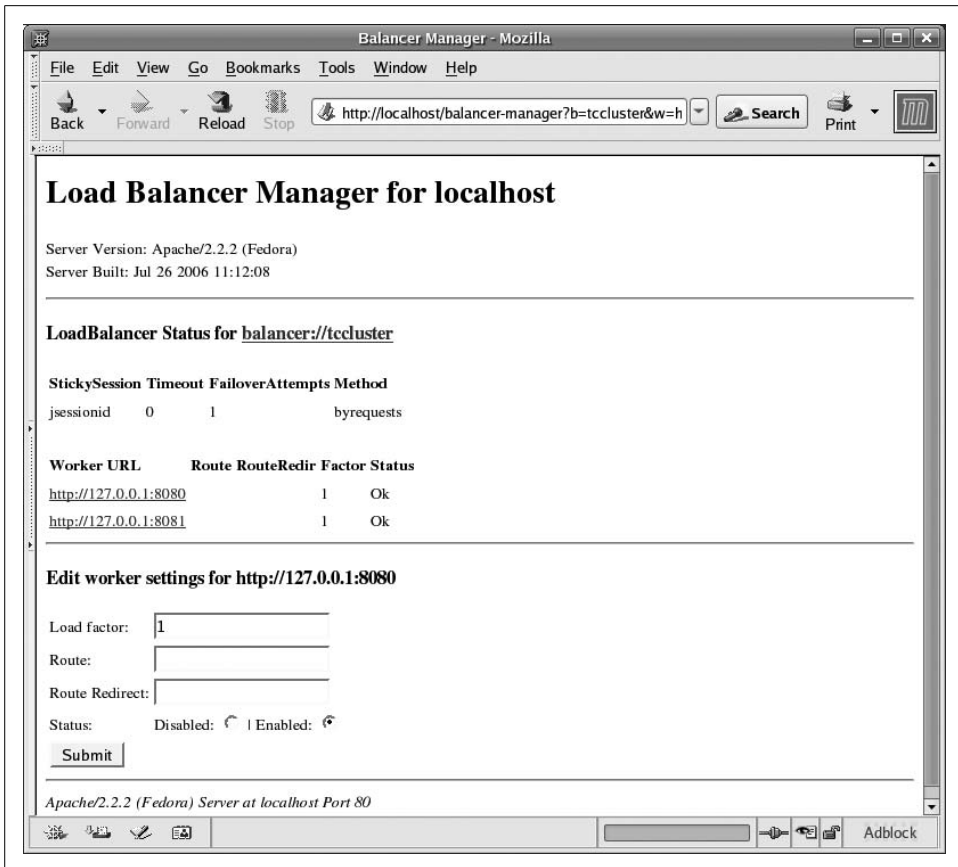 Balancer Manager - Mozilla
File Edit View Go Bookmarks Tools Window Help
Back Forward Reload Stop http://localhost/balancer-manager?b=tccluster&w=h Search Print
Load Balancer Manager for localhost
Server Version: Apache/2.2.2 (Fedora)
Server Built: Jul 26 2006 11:12:08
LoadBalancer Status for balancer://tccluster
StickySession Timeout FailoverAttempts Method
jsessionid 0 1 byrequests
Worker URL Route RouteRedir Factor Status
http://127.0.0.1:8080 1 Ok
http://127.0.0.1:8081 1 Ok
Edit worker settings for http://127.0.0.1:8080
Load factor: 1
Route:
Route Redirect:
Status: Disabled: | Enabled:
Submit
Apache/2.2.2 (Fedora) Server at localhost Port 80
Adblock